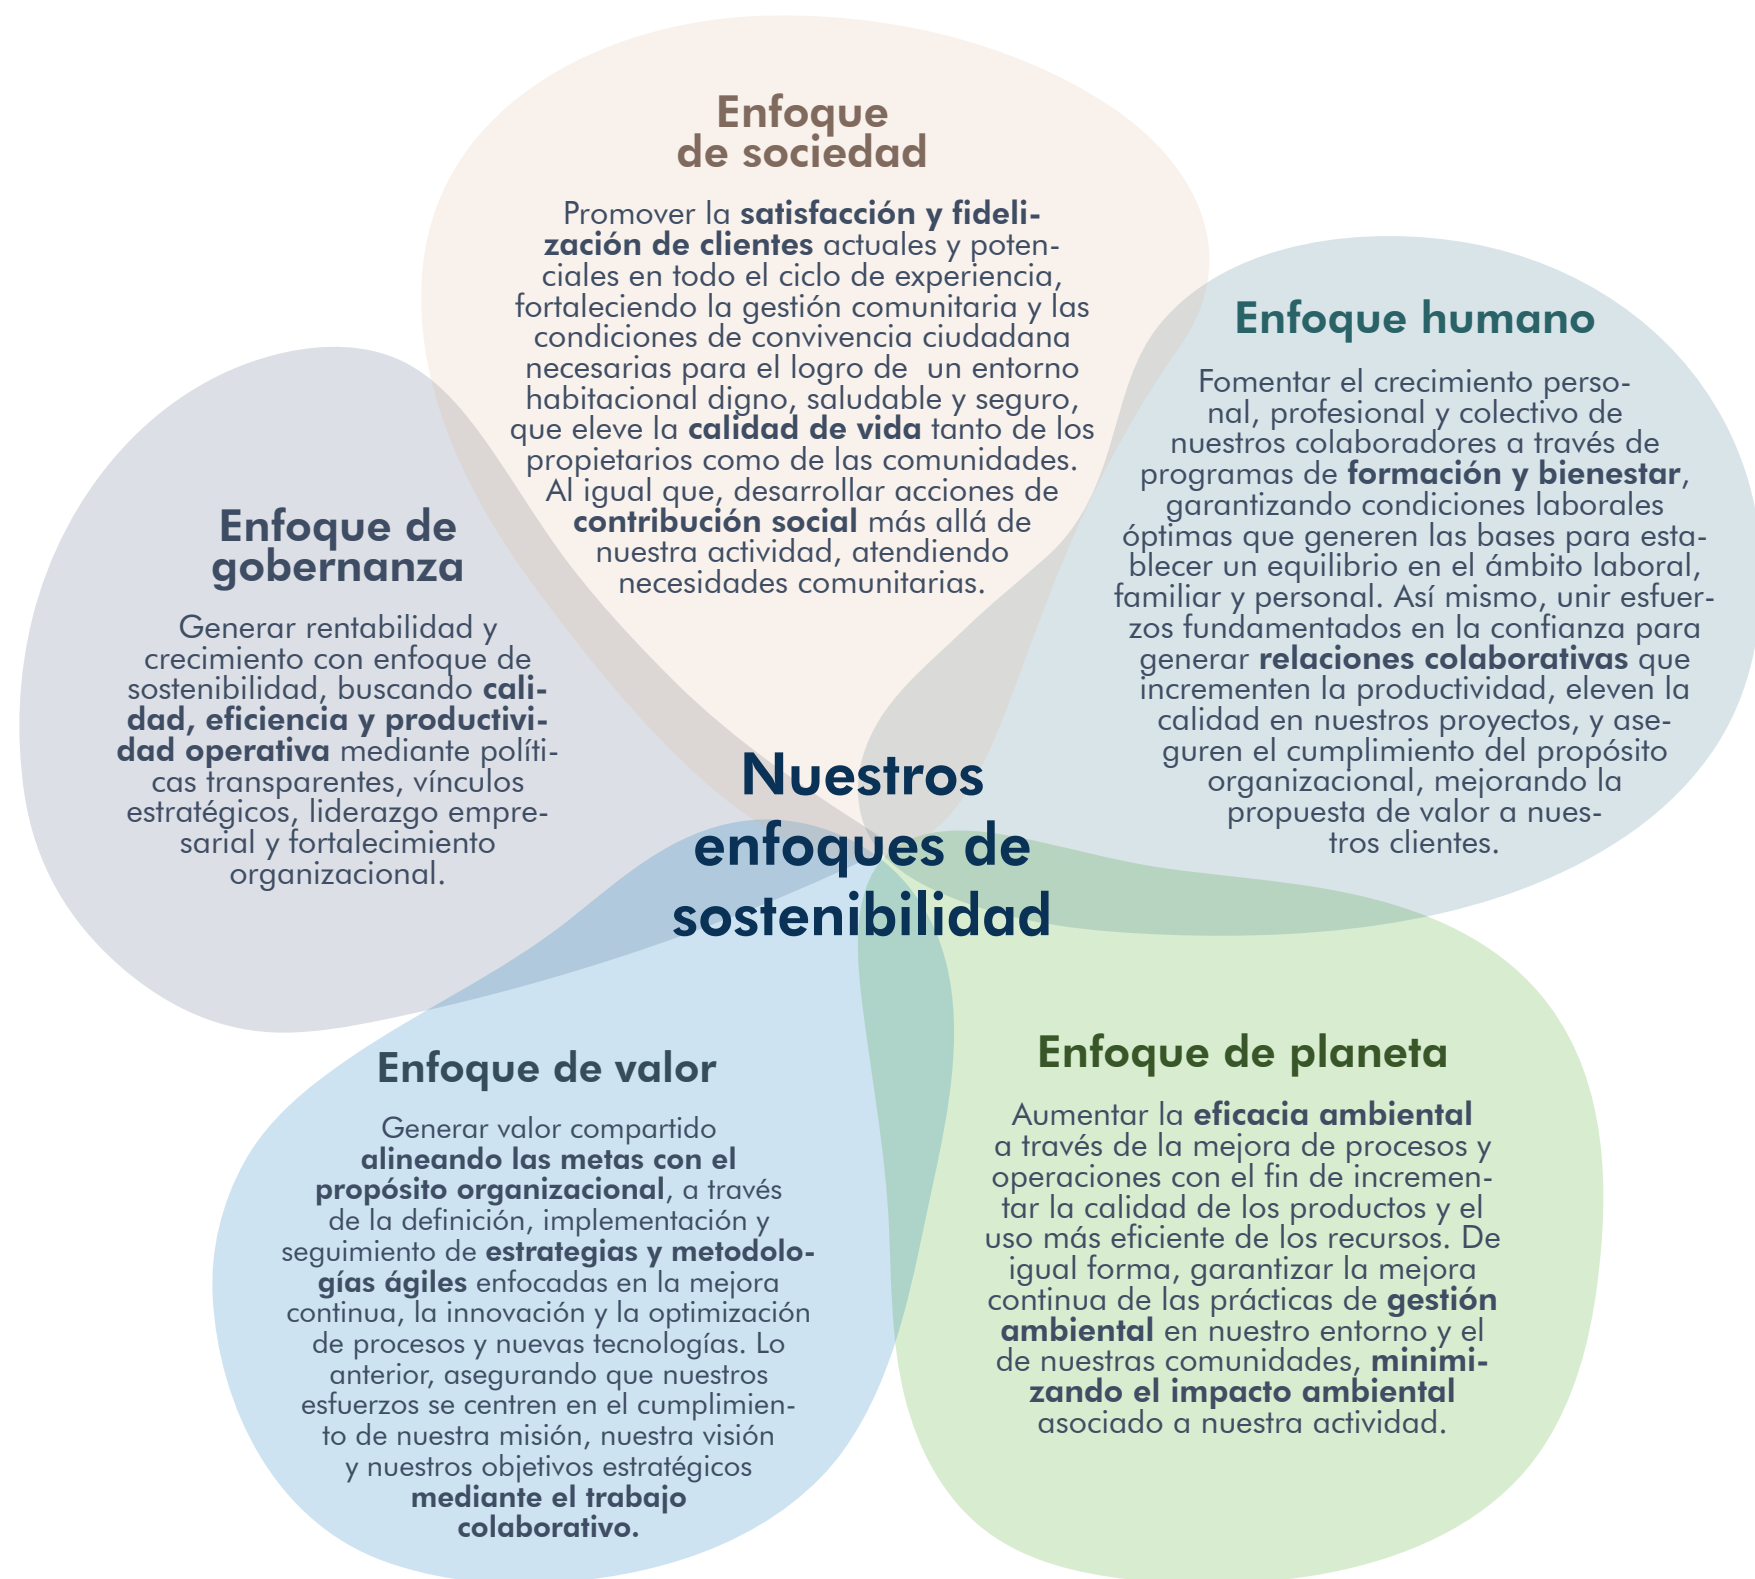 Enfoque
de sociedad
Promover la satisfacción y fideli-
zación de clientes actuales y poten-
ciales en todo el ciclo de experiencia,
fortaleciendo la gestión comunitaria y las
condiciones de convivencia ciudadana
necesarias para el logro de  un entorno
habitacional digno, saludable y seguro,
que eleve la calidad de vida tanto de los
propietarios como de las comunidades.
Al igual que, desarrollar acciones de
contribución social más allá de
nuestra actividad, atendiendo
necesidades comunitarias.
Enfoque humano
Fomentar el crecimiento perso-
nal, profesional y colectivo de
nuestros colaboradores a través de
programas de formación y bienestar,
garantizando condiciones laborales
óptimas que generen las bases para esta-
blecer un equilibrio en el ámbito laboral,
familiar y personal. Así mismo, unir esfuer-
zos fundamentados en la confianza para
generar relaciones colaborativas que
incrementen la productividad, eleven la
calidad en nuestros proyectos, y ase-
guren el cumplimiento del propósito
organizacional, mejorando la
propuesta de valor a nues-
tros clientes.
Enfoque de
gobernanza
Generar rentabilidad y
crecimiento con enfoque de
sostenibilidad, buscando cali-
dad, eficiencia y productivi-
dad operativa mediante políti-
cas transparentes, vínculos
estratégicos, liderazgo empre-
sarial y fortalecimiento
organizacional.
Nuestros
enfoques de
sostenibilidad
Enfoque de valor
Generar valor compartido
alineando las metas con el
propósito organizacional, a través
de la definición, implementación y
seguimiento de estrategias y metodolo-
gías ágiles enfocadas en la mejora
continua, la innovación y la optimización
de procesos y nuevas tecnologías. Lo
anterior, asegurando que nuestros
esfuerzos se centren en el cumplimien-
to de nuestra misión, nuestra visión
y nuestros objetivos estratégicos
mediante el trabajo
colaborativo.
Enfoque de planeta
Aumentar la eficacia ambiental
a través de la mejora de procesos y
operaciones con el fin de incremen-
tar la calidad de los productos y el
uso más eficiente de los recursos. De
igual forma, garantizar la mejora
continua de las prácticas de gestión
ambiental en nuestro entorno y el
de nuestras comunidades, minimi-
zando el impacto ambiental
asociado a nuestra actividad.